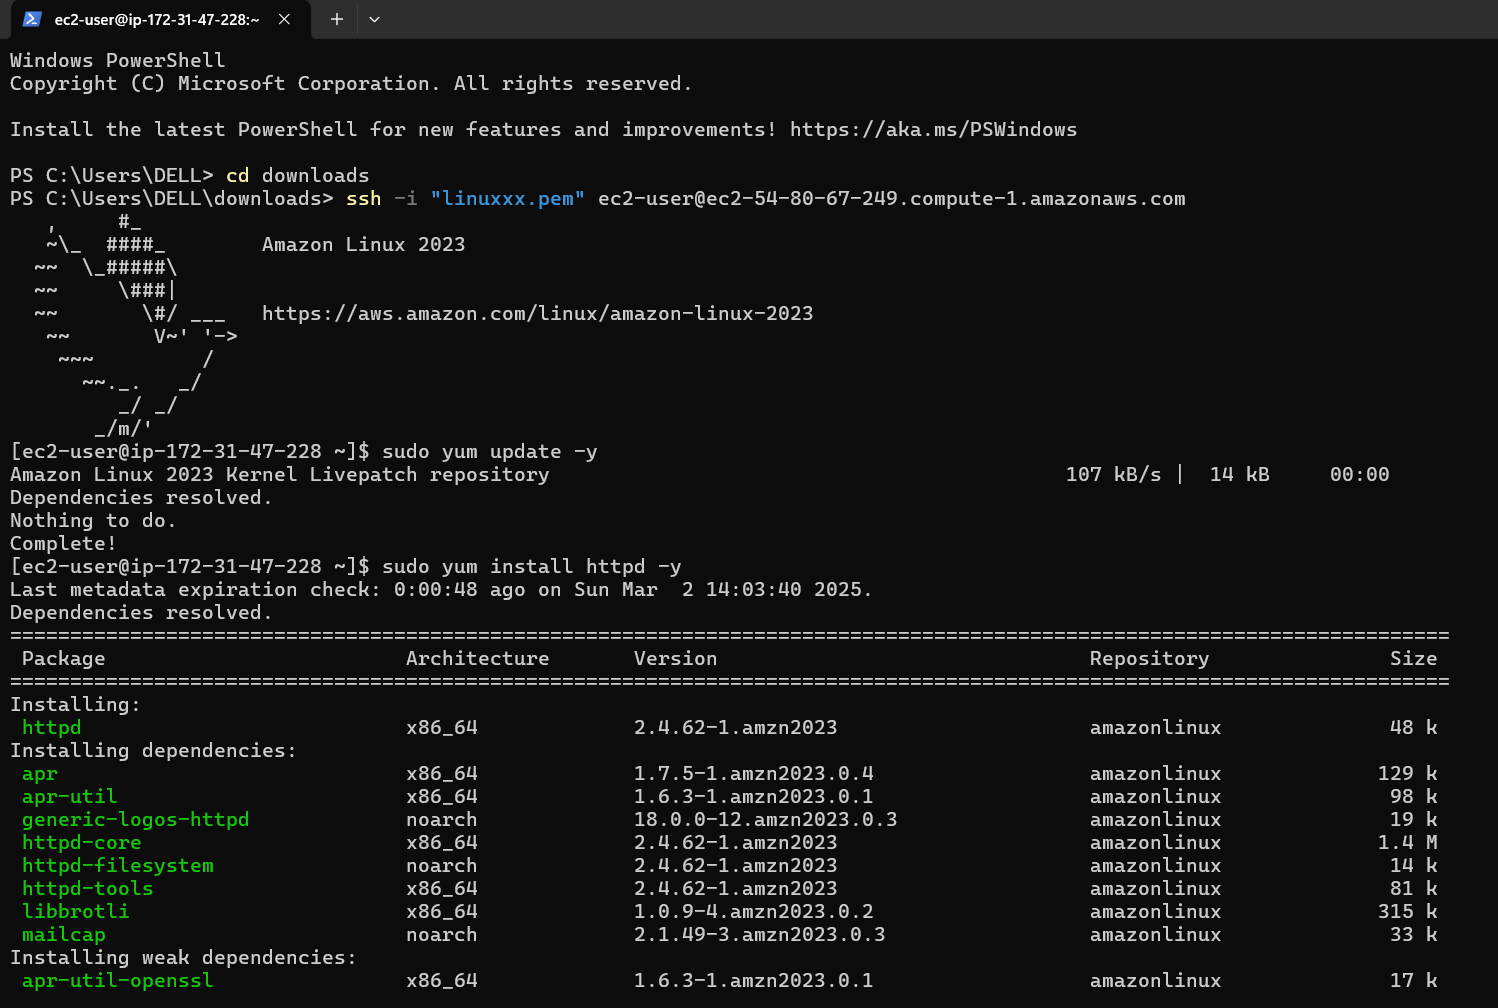 ec2-user@ip-172-31-47-228:~
Windows PowerShell
Copyright (C) Microsoft Corporation. All rights reserved.

Install the latest PowerShell for new features and improvements! https://aka.ms/PSWindows

PS C:\Users\DELL> cd downloads
PS C:\Users\DELL\downloads> ssh -i "linuxxx.pem" ec2-user@ec2-54-80-67-249.compute-1.amazonaws.com
   ,     #_
   ~\_  ####_        Amazon Linux 2023
  ~~  \_#####\
  ~~     \###|
  ~~       \#/ ___   https://aws.amazon.com/linux/amazon-linux-2023
   ~~       V~' '->
    ~~~         /
      ~~._.   _/
         _/ _/
       _/m/'
[ec2-user@ip-172-31-47-228 ~]$ sudo yum update -y
Amazon Linux 2023 Kernel Livepatch repository                                           107 kB/s |  14 kB     00:00
Dependencies resolved.
Nothing to do.
Complete!
[ec2-user@ip-172-31-47-228 ~]$ sudo yum install httpd -y
Last metadata expiration check: 0:00:48 ago on Sun Mar  2 14:03:40 2025.
Dependencies resolved.
========================================================================================================================
 Package                         Architecture       Version                               Repository               Size
========================================================================================================================
Installing:
 httpd                           x86_64             2.4.62-1.amzn2023                     amazonlinux              48 k
Installing dependencies:
 apr                             x86_64             1.7.5-1.amzn2023.0.4                  amazonlinux             129 k
 apr-util                        x86_64             1.6.3-1.amzn2023.0.1                  amazonlinux              98 k
 generic-logos-httpd             noarch             18.0.0-12.amzn2023.0.3                amazonlinux              19 k
 httpd-core                      x86_64             2.4.62-1.amzn2023                     amazonlinux             1.4 M
 httpd-filesystem                noarch             2.4.62-1.amzn2023                     amazonlinux              14 k
 httpd-tools                     x86_64             2.4.62-1.amzn2023                     amazonlinux              81 k
 libbrotli                       x86_64             1.0.9-4.amzn2023.0.2                  amazonlinux             315 k
 mailcap                         noarch             2.1.49-3.amzn2023.0.3                 amazonlinux              33 k
Installing weak dependencies:
 apr-util-openssl                x86_64             1.6.3-1.amzn2023.0.1                  amazonlinux              17 k